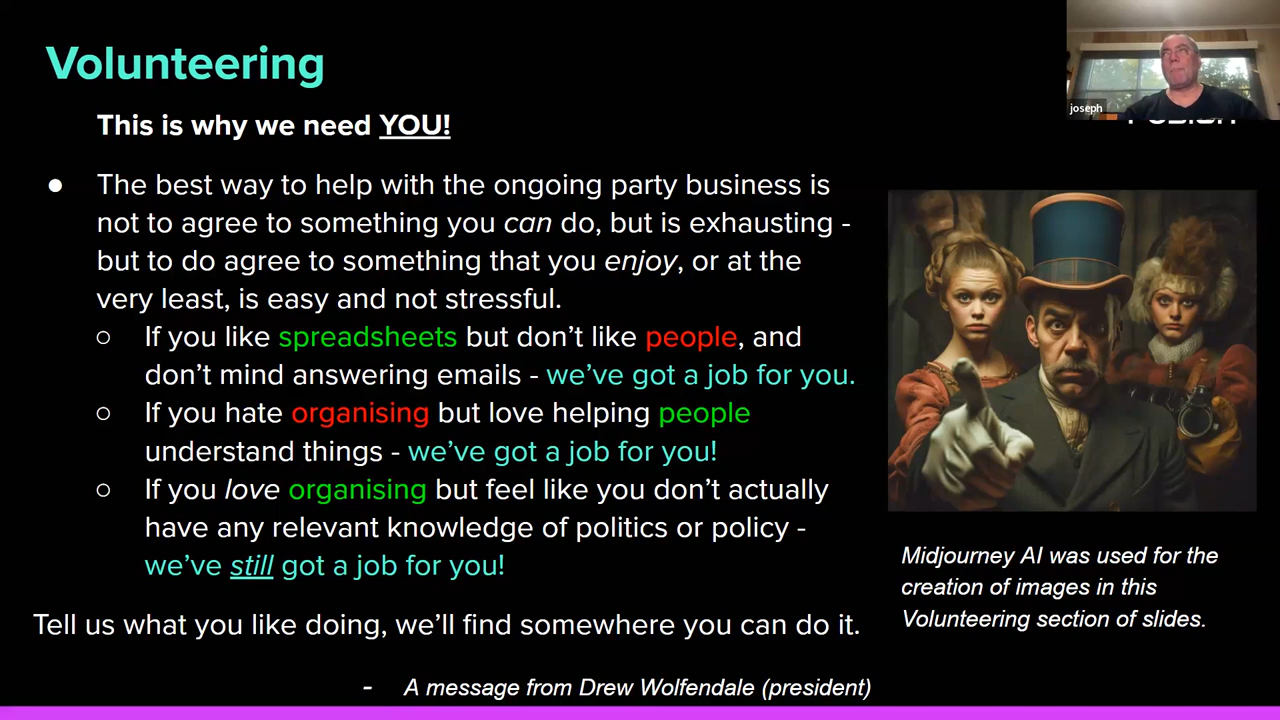 Volunteering
This is why we need YOU!
joseph
● The best way to help with the ongoing party business is
not to agree to something you can do, but is exhausting -
but to do agree to something that you enjoy, or at the
very least, is easy and not stressful.
○ If you like spreadsheets but don’t like people, and
don’t mind answering emails - we’ve got a job for you.
○ If you hate organising but love helping people
understand things - we’ve got a job for you!
○ If you love organising but feel like you don’t actually
have any relevant knowledge of politics or policy -
we’ve still got a job for you!
Tell us what you like doing, we’ll find somewhere you can do it.
- A message from Drew Wolfendale (president)
Midjourney AI was used for the
creation of images in this
Volunteering section of slides.